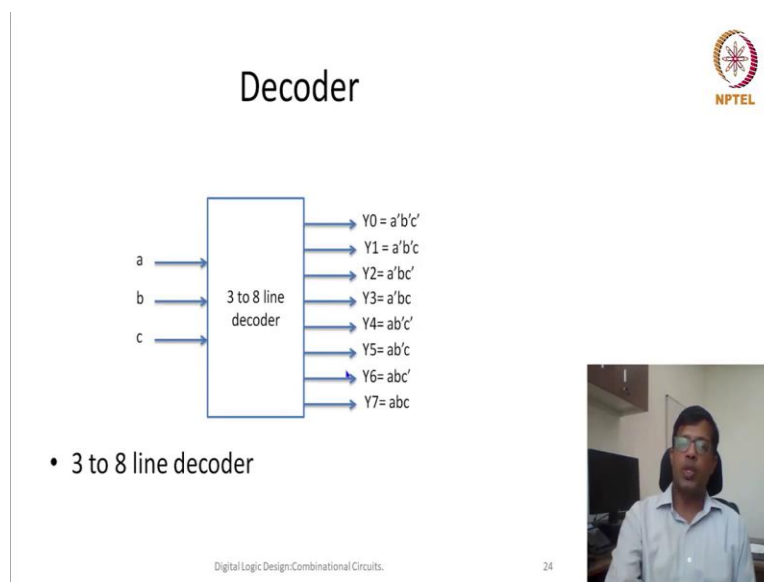 NPTEL
Decoder
a
b
c
3 to 8 line
decoder
Y0 = a'b'c'
Y1 = a'b'c
Y2= a'bc'
Y3= a'bc
Y4= ab'c'
Y5= ab'c
Y6= abc'
Y7= abc
• 3 to 8 line decoder
Digital Logic Design:Combinational Circuits.
24